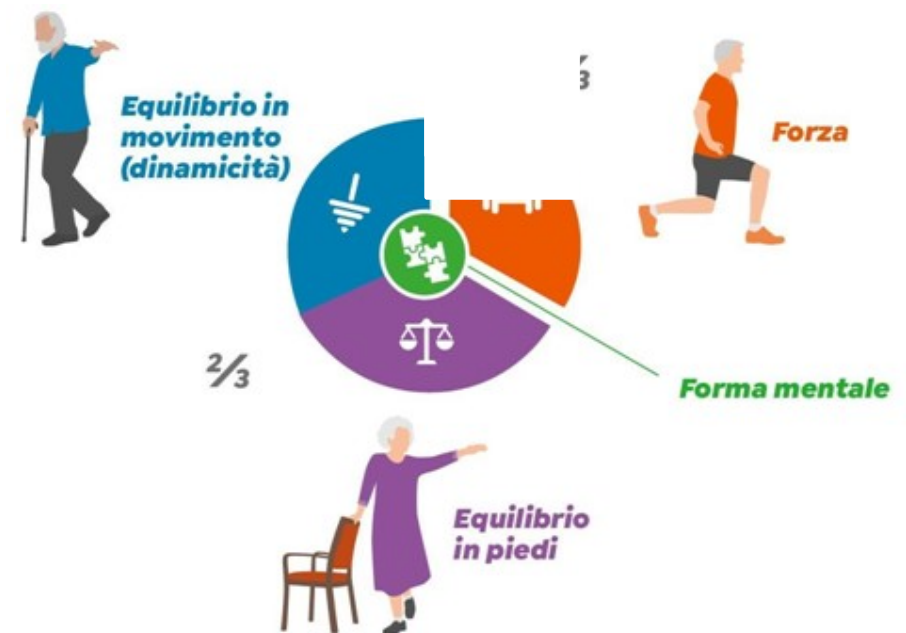 Equilibrio in
movimento
(dinamicità)
Forza
2/3
Forma mentale
Equilibrio
in piedi